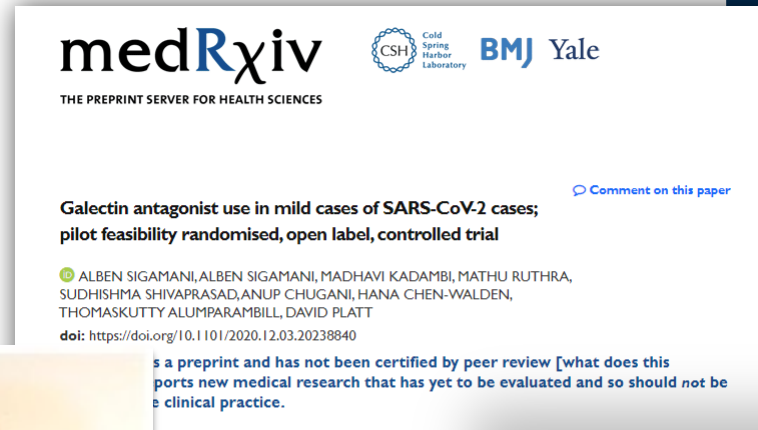 medRχiv
CSH Cold Spring Harbor Laboratory BMJ Yale
THE PREPRINT SERVER FOR HEALTH SCIENCES
Comment on this paper
Galectin antagonist use in mild cases of SARS-CoV-2 cases;
pilot feasibility randomised, open label, controlled trial
iD ALBEN SIGAMANI, ALBEN SIGAMANI, MADHAVI KADAMBI, MATHU RUTHRA,
SUDHISHMA SHIVAPRASAD, ANUP CHUGANI, HANA CHEN-WALDEN,
THOMASKUTTY ALUMPARAMBILL, DAVID PLATT
doi: https://doi.org/10.1101/2020.12.03.20238840
s a preprint and has not been certified by peer review [what does this
ports new medical research that has yet to be evaluated and so should not be
e clinical practice.